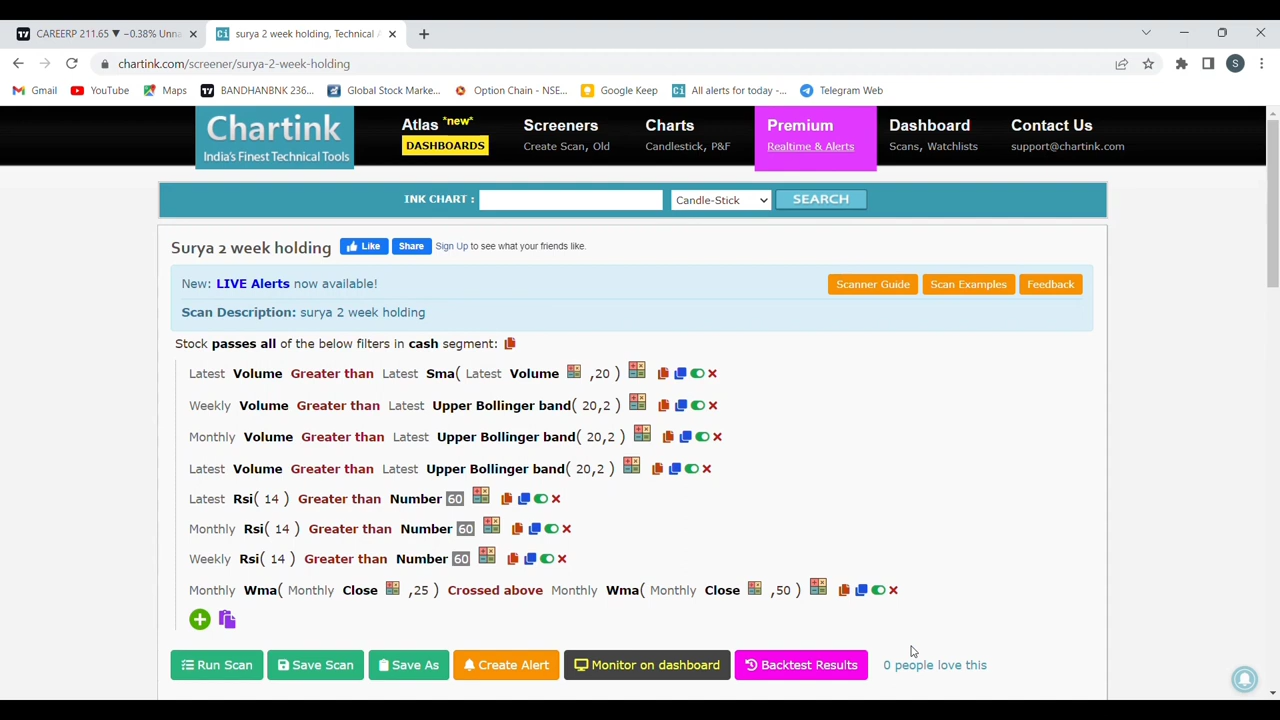 CAREERP 211.65 ▼ −0.38% Unna
surya 2 week holding, Technical A
chartink.com/screener/surya-2-week-holding
S
Gmail YouTube Maps BANDHANBNK 236... Global Stock Marke... Option Chain - NSE... Google Keep All alerts for today -... Telegram Web
Chartink
India's Finest Technical Tools
Atlas *new*
DASHBOARDS
Screeners
Create Scan, Old
Charts
Candlestick, P&F
Premium
Realtime & Alerts
Dashboard
Scans, Watchlists
Contact Us
support@chartink.com
INK CHART : Candle-Stick SEARCH
Surya 2 week holding Like Share Sign Up to see what your friends like.
New: LIVE Alerts now available! Scanner Guide Scan Examples Feedback
Scan Description: surya 2 week holding
Stock passes all of the below filters in cash segment:
Latest Volume Greater than Latest Sma( Latest Volume ,20 )
Weekly Volume Greater than Latest Upper Bollinger band( 20,2 )
Monthly Volume Greater than Latest Upper Bollinger band( 20,2 )
Latest Volume Greater than Latest Upper Bollinger band( 20,2 )
Latest Rsi( 14 ) Greater than Number 60
Monthly Rsi( 14 ) Greater than Number 60
Weekly Rsi( 14 ) Greater than Number 60
Monthly Wma( Monthly Close ,25 ) Crossed above Monthly Wma( Monthly Close ,50 )
Run Scan Save Scan Save As Create Alert Monitor on dashboard Backtest Results 0 people love this